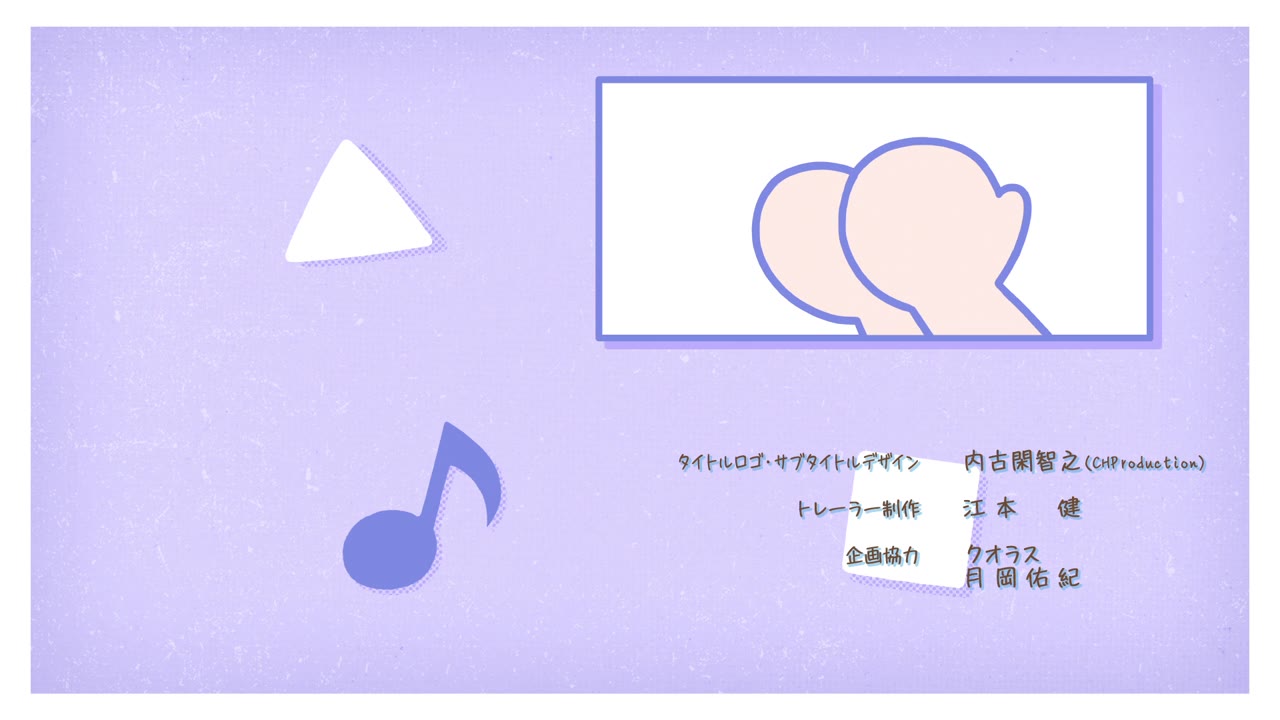 タイトルロゴ・サブタイトルデザイン 内古閑智之(CHProduction)
トレーラー制作 江本 健
企画協力 クオラス
月岡佑紀